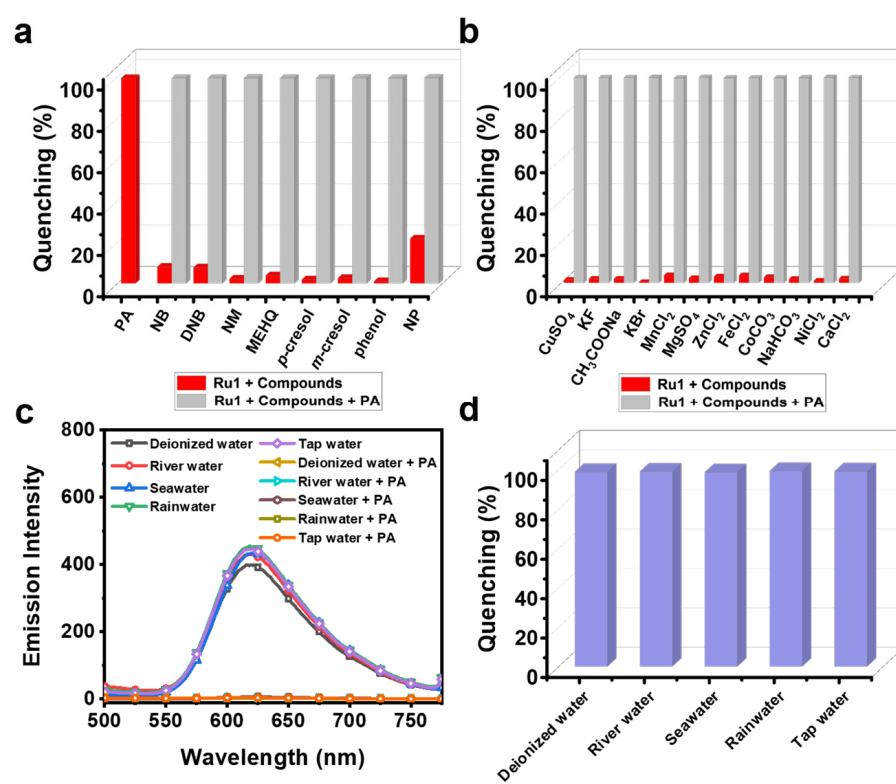 a
Quenching (%)
100
80
60
40
20
0
PA
NB
DNB
NM
MEHQ
p-cresol
m-cresol
phenol
NP
Ru1 + Compounds
Ru1 + Compounds + PA
b
Quenching (%)
100
80
60
40
20
0
CuSO4
KF
CH3COONa
KBr
MnCl2
MgSO4
ZnCl2
FeCl2
CoCO3
NaHCO3
NiCl2
CaCl2
Ru1 + Compounds
Ru1 + Compounds + PA
c
Emission Intensity
800
600
400
200
0
Deionized water
River water
Seawater
Rainwater
Tap water
Deionized water + PA
River water + PA
Seawater + PA
Rainwater + PA
Tap water + PA
500
550
600
650
700
750
Wavelength (nm)
d
Quenching (%)
100
80
60
40
20
0
Deionized water
River water
Seawater
Rainwater
Tap water